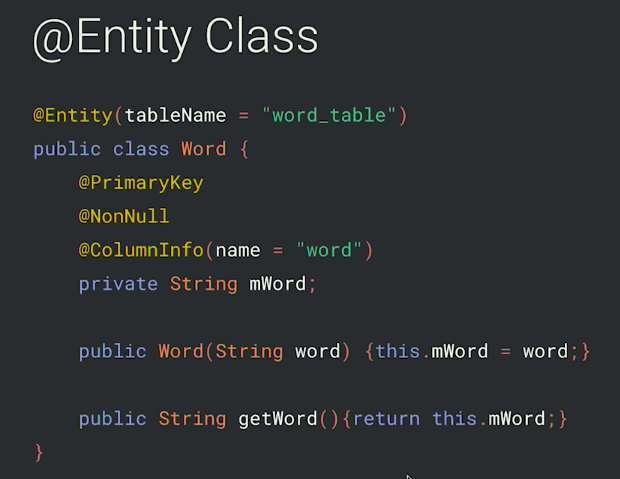 @Entity Class
@Entity(tableName = "word_table")
public class Word {
@PrimaryKey
@NonNull
@ColumnInfo(name = "word")
private String mWord;
public Word(String word) {this.mWord = word;}
public String getWord(){return this.mWord;}
}